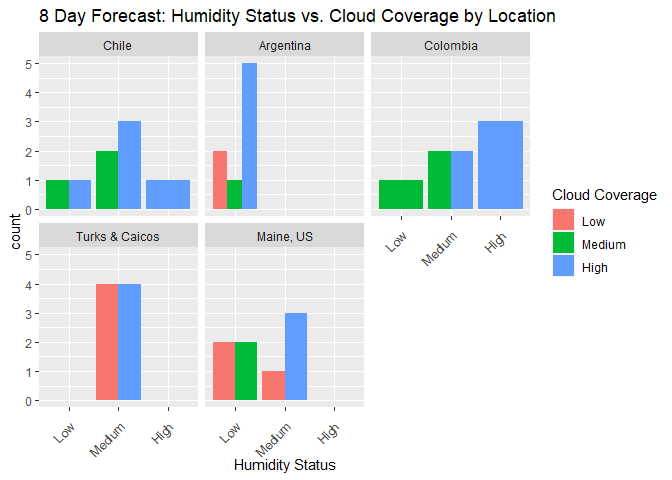 8 Day Forecast: Humidity Status vs. Cloud Coverage by Location
Chile
Argentina
Colombia
5
4
3
2
1
0
Low
Medium
High
Turks & Caicos
Maine, US
5
4
3
2
1
0
Low
Medium
High
Low
Medium
High
count
Humidity Status
Cloud Coverage
Low
Medium
High